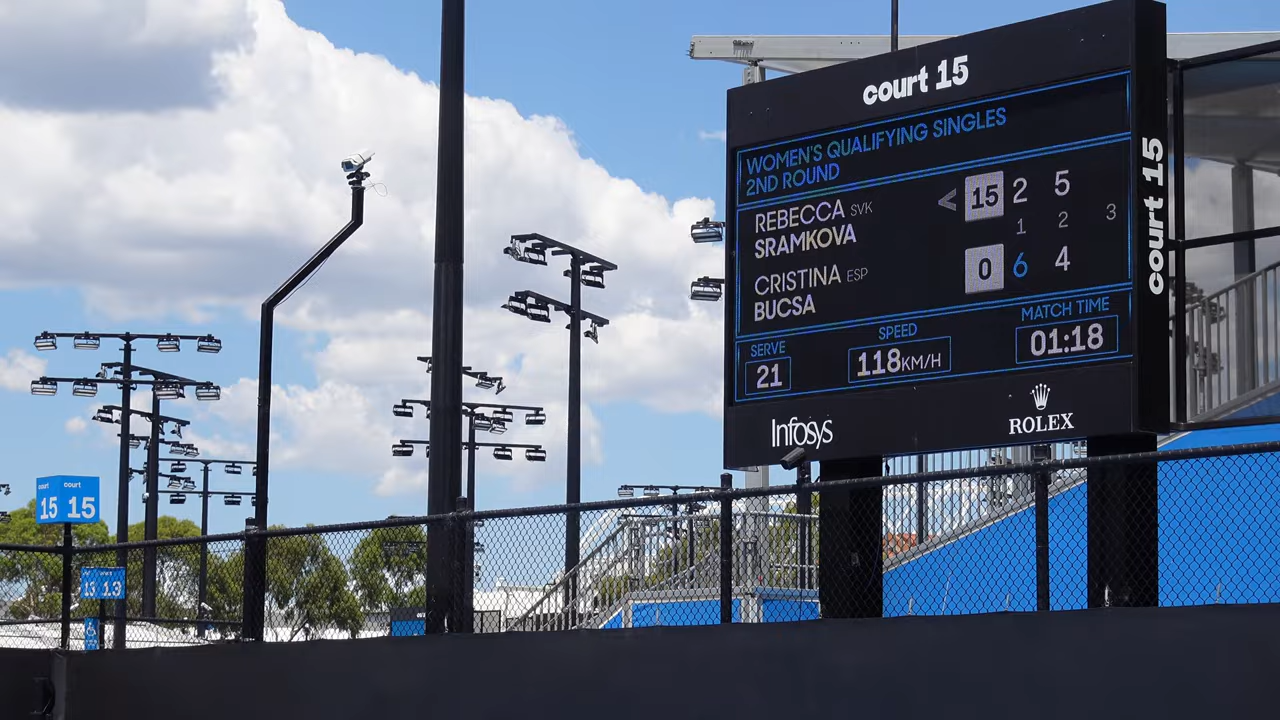 court 15
WOMEN'S QUALIFYING SINGLES
2ND ROUND
REBECCA SVK < 15 2 5
SRAMKOVA
1 2 3
CRISTINA ESP 0 6 4
BUCSA
SERVE SPEED MATCH TIME
21 118KM/H 01:18
Infosys ROLEX
court 15
court court
15 15
13 13